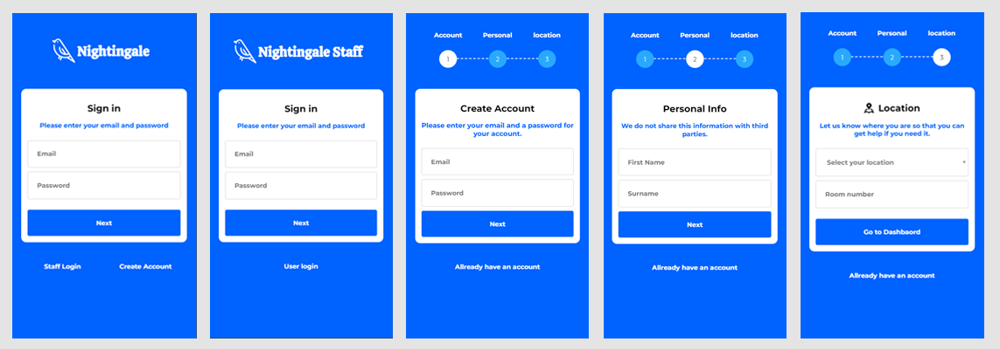 Nightingale
Sign in
Please enter your email and password
Email
Password
Next
Staff Login
Create Account
Nightingale Staff
Sign in
Please enter your email and password
Email
Password
Next
User login
Account
Personal
location
1
2
3
Create Account
Please enter your email and a password for
your account.
Email
Password
Next
Allready have an account
Account
Personal
location
1
2
3
Personal Info
We do not share this information with third
parties.
First Name
Surname
Next
Allready have an account
Account
Personal
location
1
2
3
Location
Let us know where you are so that you can
get help if you need it.
Select your location
Room number
Go to Dashbaord
Allready have an account